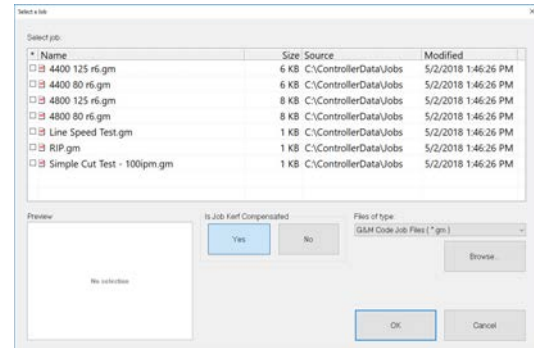 Select a Job
Select job:
* Name Size Source Modified
4400 125 r6.gm 6 KB C:\ControllerData\Jobs 5/2/2018 1:46:26 PM
4400 80 r6.gm 6 KB C:\ControllerData\Jobs 5/2/2018 1:46:26 PM
4800 125 r6.gm 8 KB C:\ControllerData\Jobs 5/2/2018 1:46:26 PM
4800 80 r6.gm 8 KB C:\ControllerData\Jobs 5/2/2018 1:46:26 PM
Line Speed Test.gm 1 KB C:\ControllerData\Jobs 5/2/2018 1:46:26 PM
RIP.gm 1 KB C:\ControllerData\Jobs 5/2/2018 1:46:26 PM
Simple Cut Test - 100ipm.gm 1 KB C:\ControllerData\Jobs 5/2/2018 1:46:26 PM
Preview Is Job Kerf Compensated Files of type:
Yes No G&M Code Job Files ( *.gm )
Browse...
No selection
OK Cancel